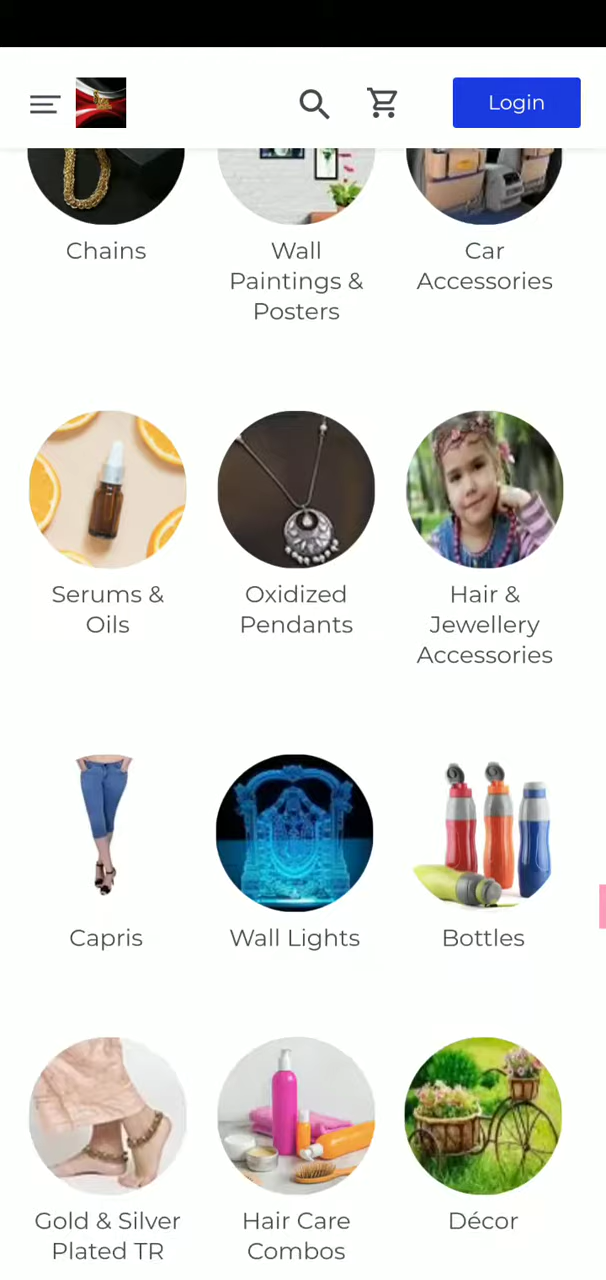 Login
Chains
Wall
Paintings &
Posters
Car
Accessories
Serums &
Oils
Oxidized
Pendants
Hair &
Jewellery
Accessories
Capris
Wall Lights
Bottles
Gold & Silver
Plated TR
Hair Care
Combos
Décor